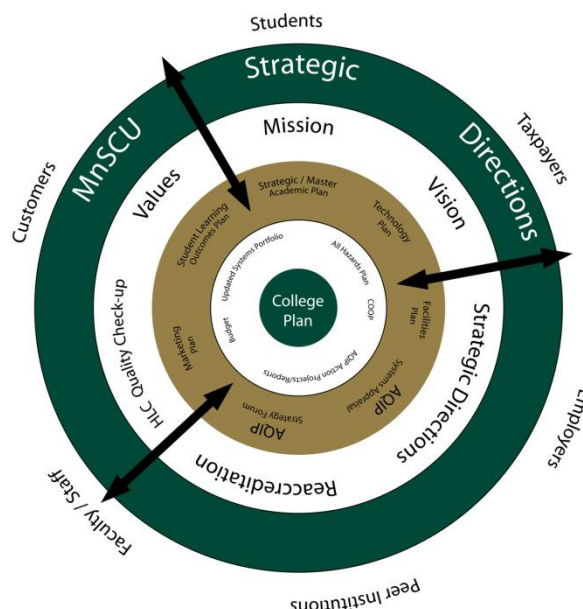 Students
Taxpayers
Employers
Peer Institutions
Faculty / Staff
Customers
MnSCU
Strategic
Directions
Mission
Vision
Strategic Directions
Reaccreditation
HLC Quality Check-up
Values
Strategic / Master
Academic Plan
Technology
Plan
Facilities
Plan
Systems Appraisal
AQIP
Strategy Forum
AQIP
Marketing
Plan
Student Learning
Outcomes Plan
Updated Systems Portfolio
All Hazards Plan
COOP
AQIP Action Projects/Reports
Budget
College
Plan